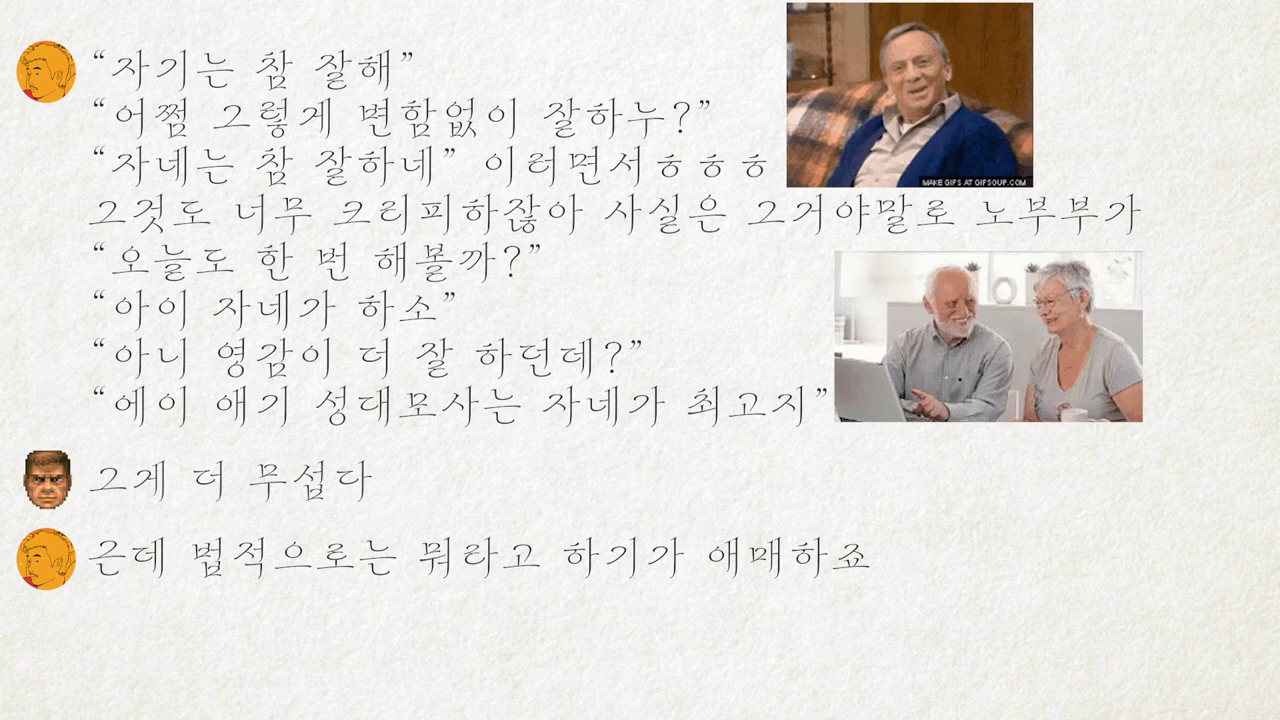 “자기는 참 잘해”
“어쩜 그렇게 변함없이 잘하누?”
“자네는 참 잘하네” 이러면서ㅎㅎㅎ
그것도 너무 크리피하잖아 사실은 그거야말로 노부부가
“오늘도 한 번 해볼까?”
“아이 자네가 하소”
“아니 영감이 더 잘 하던데?”
“에이 애기 성대모사는 자네가 최고지”
그게 더 무섭다
근데 법적으로는 뭐라고 하기가 애매하죠
MAKE GIFS AT GIFSOUP.COM